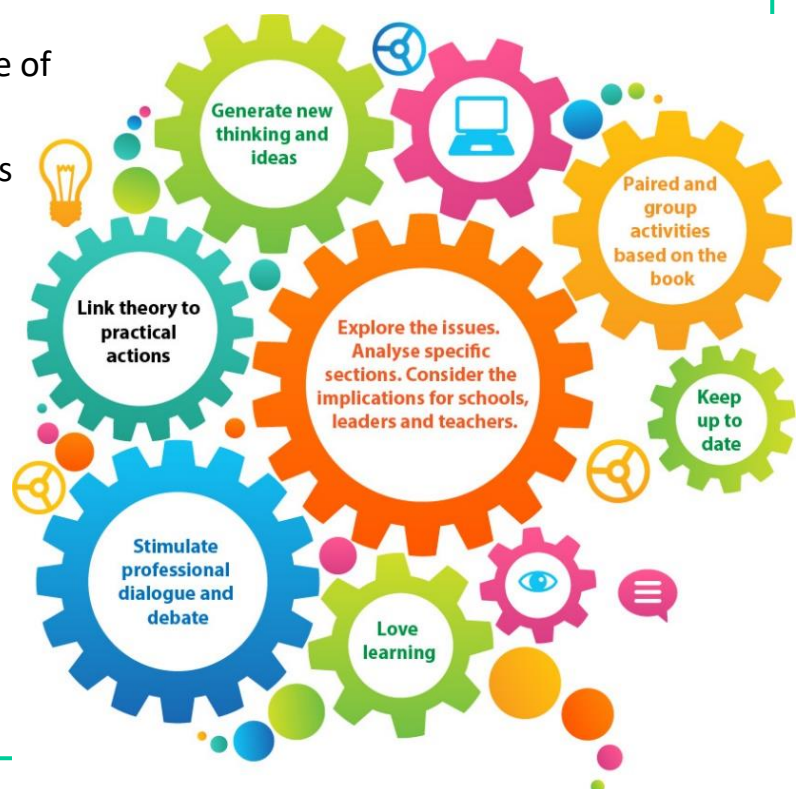 e of
s
Generate new
thinking and
ideas
Paired and
group
activities
based on the
book
Link theory to
practical
actions
Explore the issues.
Analyse specific
sections. Consider the
implications for schools,
leaders and teachers.
Keep
up to
date
Stimulate
professional
dialogue and
debate
Love
learning